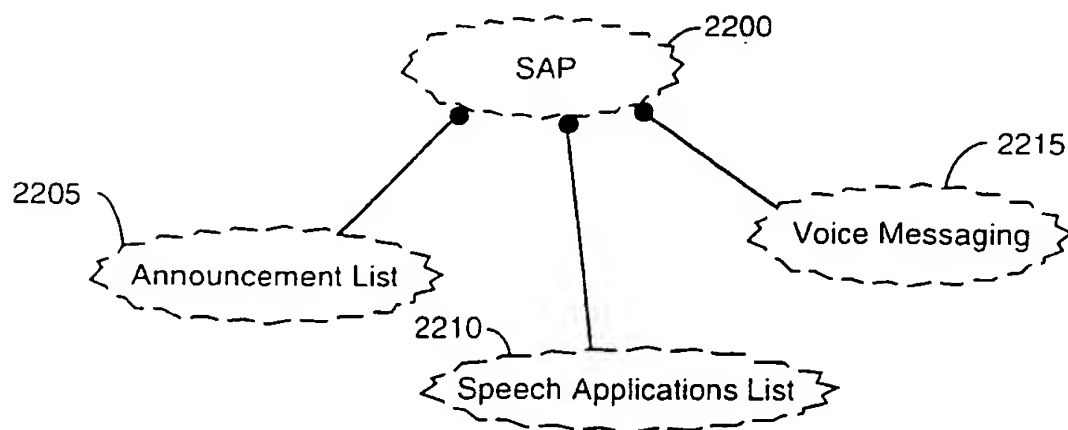 2200
SAP
2215
2205
Voice Messaging
Announcement List
2210
Speech Applications List